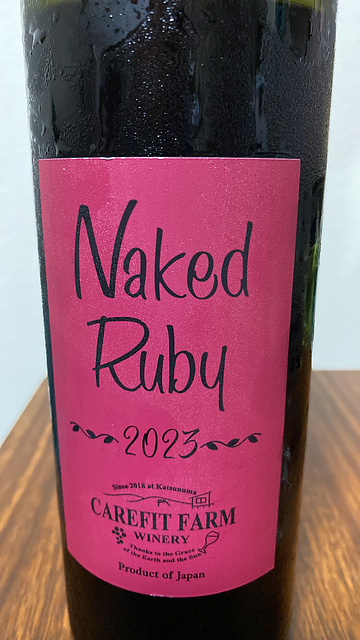 Naked
Ruby
2023
Since 2018 at Katsunuma
CAREFIT FARM
WINERY
Thanks to the Grace
of the Earth and the Sun
Product of Japan